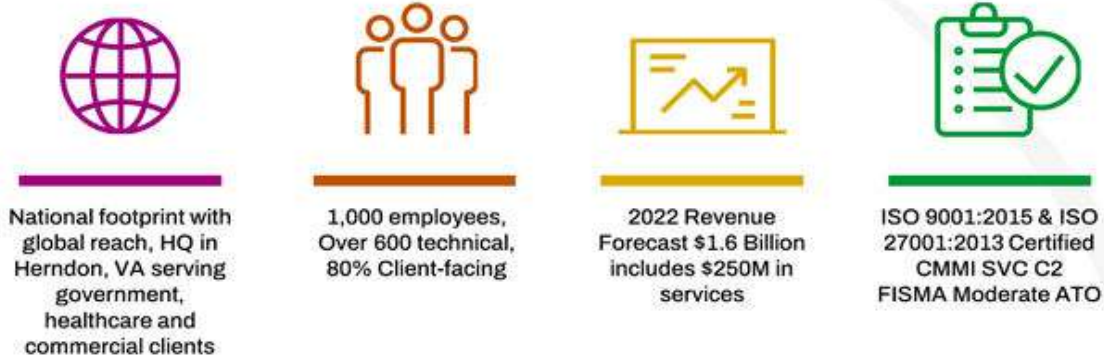 National footprint with
global reach, HQ in
Herndon, VA serving
government,
healthcare and
commercial clients
1,000 employees,
Over 600 technical,
80% Client-facing
2022 Revenue
Forecast $1.6 Billion
includes $250M in
services
ISO 9001:2015 & ISO
27001:2013 Certified
CMMI SVC C2
FISMA Moderate ATO